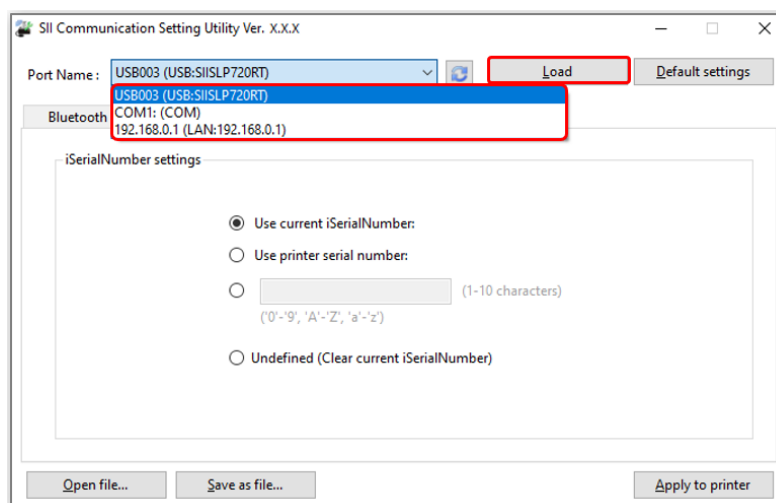 SII Communication Setting Utility Ver. X.X.X
Port Name : USB003 (USB:SIISLP720RT) Load Default settings
USB003 (USB:SIISLP720RT)
COM1: (COM)
192.168.0.1 (LAN:192.168.0.1)
Bluetooth
iSerialNumber settings
Use current iSerialNumber:
Use printer serial number:
(1-10 characters)
('0'-'9', 'A'-'Z', 'a'-'z')
Undefined (Clear current iSerialNumber)
Open file... Save as file... Apply to printer